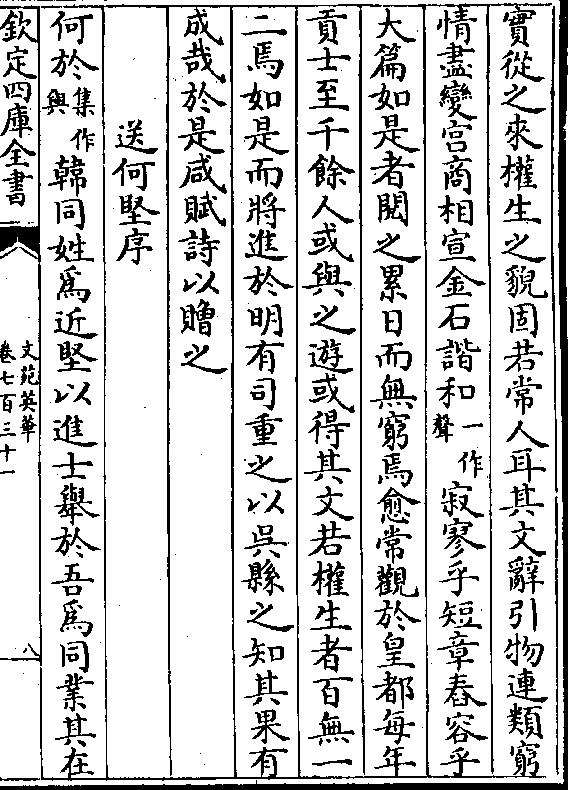 實從之來權生之貌固若常人耳其文辭引物連類窮
情盡變宫商相宣金石諧和一作聲寂寥乎短章舂容乎
大篇如是者閲之累日而無窮焉愈常觀於皇都每年
貢士至千餘人或與之遊或得其文若權生者百無一
二焉如是而將進於明有司重之以吳縣之知其果有
成哉於是咸賦詩以贈之
送何堅序
何於集作與韓同姓爲近堅以進士舉於吾爲同業其在
欽定四庫全書
文苑英華
卷七百三十一
八